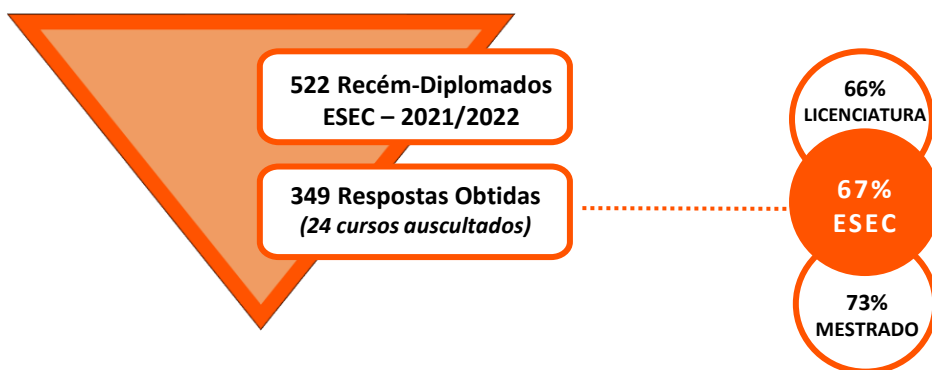 522 Recém-Diplomados
ESEC – 2021/2022
349 Respostas Obtidas
(24 cursos auscultados)
66%
LICENCIATURA
67%
ESEC
73%
MESTRADO